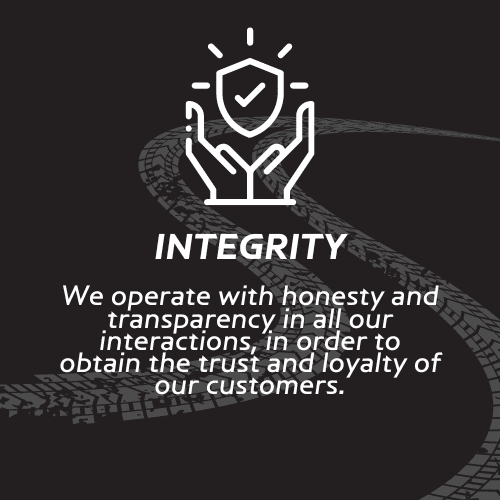 INTEGRITY
We operate with honesty and
transparency in all our
interactions, in order to
obtain the trust and loyalty of
our customers.